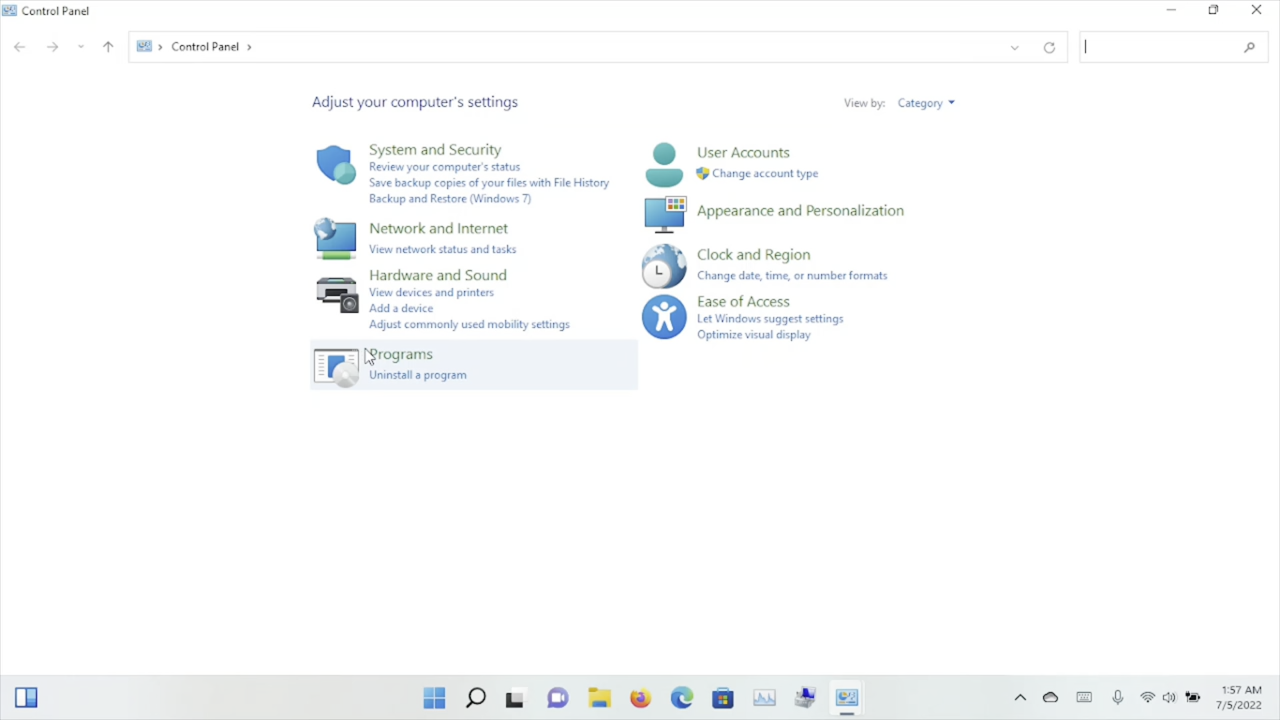 Control Panel
Control Panel
Adjust your computer's settings
View by: Category
System and Security
Review your computer's status
Save backup copies of your files with File History
Backup and Restore (Windows 7)
Network and Internet
View network status and tasks
Hardware and Sound
View devices and printers
Add a device
Adjust commonly used mobility settings
Programs
Uninstall a program
User Accounts
Change account type
Appearance and Personalization
Clock and Region
Change date, time, or number formats
Ease of Access
Let Windows suggest settings
Optimize visual display
1:57 AM
7/5/2022